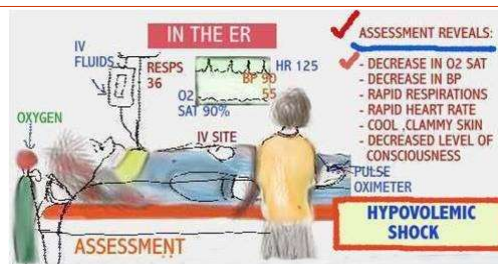 IN THE ER
IV
FLUIDS
RESPS
36
HR 125
BP 90
55
O2
SAT 90%
OXYGEN
IV SITE
PULSE
OXIMETER
ASSESSMENT
ASSESSMENT REVEALS:
- DECREASE IN O2 SAT
- DECREASE IN BP
- RAPID RESPIRATIONS
- RAPID HEART RATE
- COOL ,CLAMMY SKIN
- DECREASED LEVEL OF
CONSCIOUSNESS
HYPOVOLEMIC
SHOCK